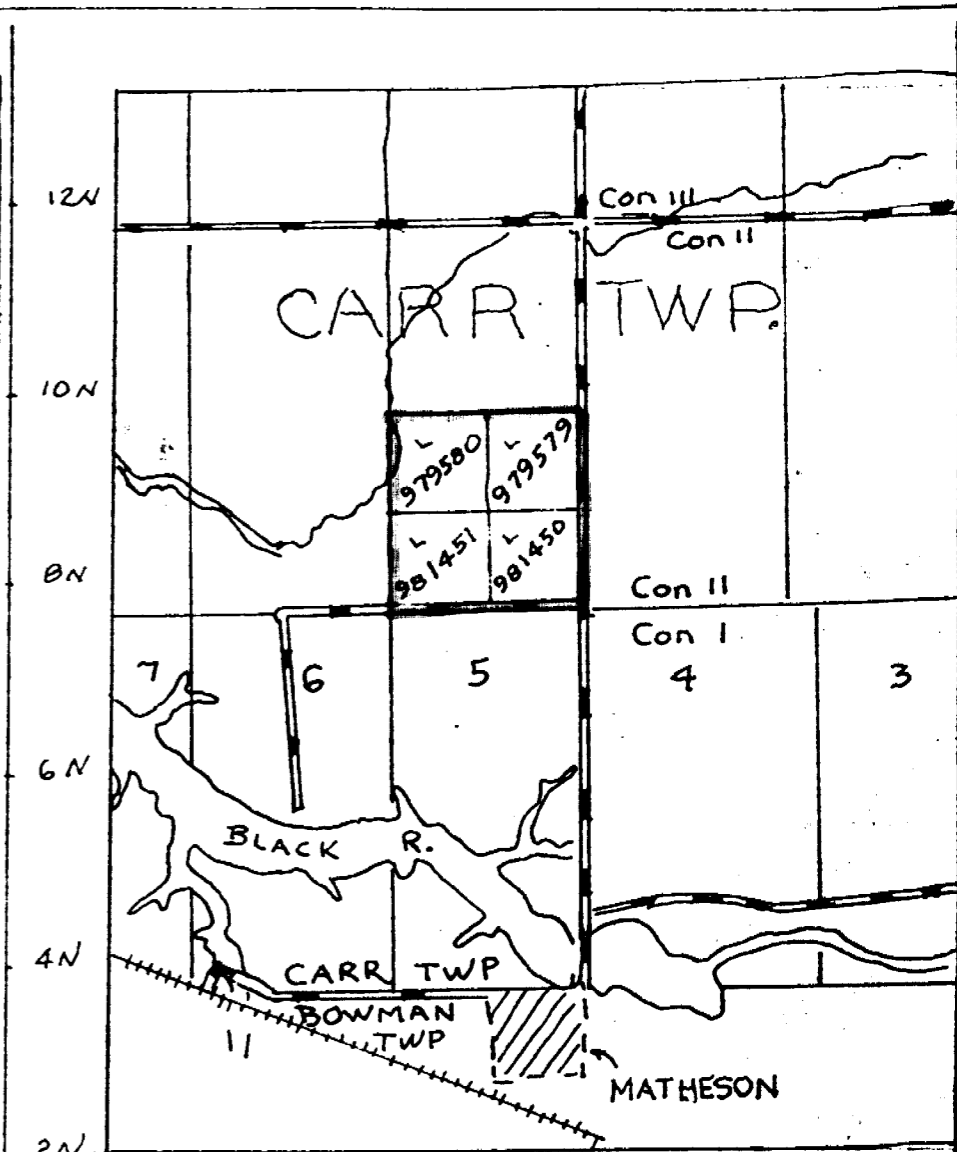 12N
Con III
Con II
CARR TWP.
10N
L 979580
L 979579
L 981451
L 981450
8N
Con II
Con I
7 6 5 4 3
6N
BLACK R.
4N
CARR TWP
BOWMAN
TWP
11
MATHESON
2N